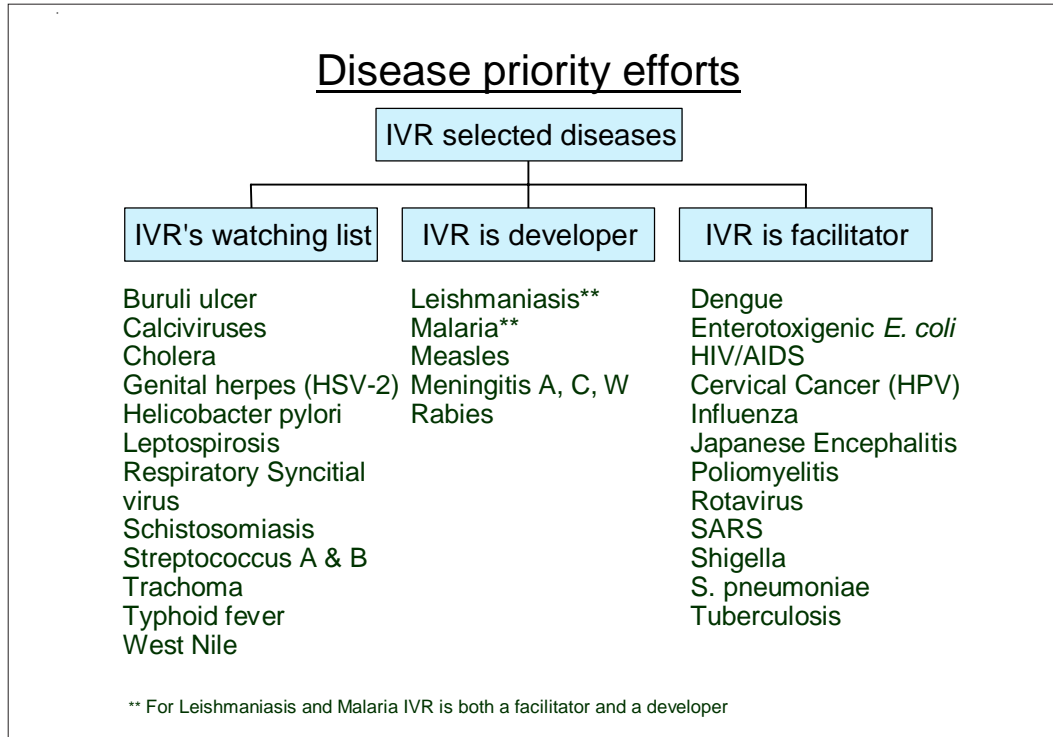 Disease priority efforts
IVR selected diseases
IVR's watching list
Buruli ulcer
Calciviruses
Cholera
Genital herpes (HSV-2)
Helicobacter pylori
Leptospirosis
Respiratory Syncitial
virus
Schistosomiasis
Streptococcus A & B
Trachoma
Typhoid fever
West Nile
IVR is developer
Leishmaniasis**
Malaria**
Measles
Meningitis A, C, W
Rabies
IVR is facilitator
Dengue
Enterotoxigenic E. coli
HIV/AIDS
Cervical Cancer (HPV)
Influenza
Japanese Encephalitis
Poliomyelitis
Rotavirus
SARS
Shigella
S. pneumoniae
Tuberculosis
** For Leishmaniasis and Malaria IVR is both a facilitator and a developer